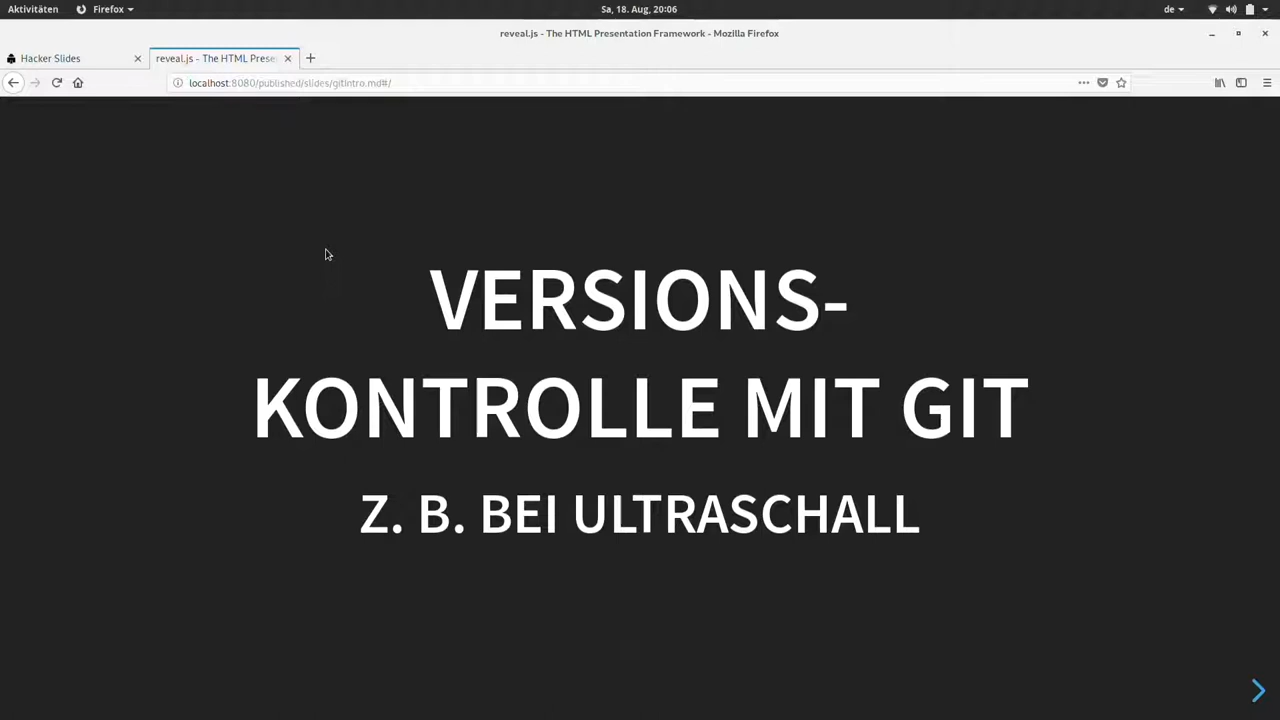 Aktivitäten Firefox Sa, 18. Aug, 20:06 de
reveal.js - The HTML Presentation Framework - Mozilla Firefox
Hacker Slides reveal.js - The HTML Prese
localhost:8080/published/slides/gitintro.md#/
VERSIONS-
KONTROLLE MIT GIT
Z. B. BEI ULTRASCHALL